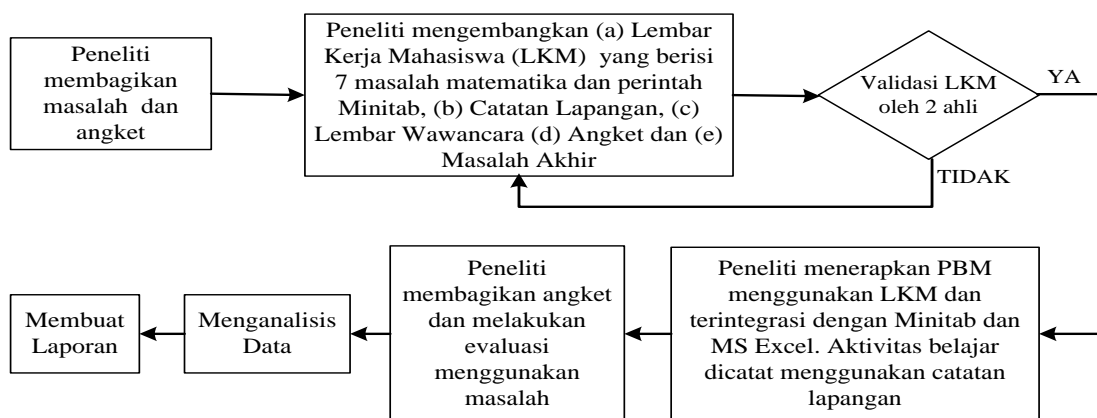 Peneliti
membagikan
masalah dan
angket
Peneliti mengembangkan (a) Lembar
Kerja Mahasiswa (LKM) yang berisi
7 masalah matematika dan perintah
Minitab, (b) Catatan Lapangan, (c)
Lembar Wawancara (d) Angket dan (e)
Masalah Akhir
Validasi LKM
oleh 2 ahli
YA
TIDAK
Peneliti menerapkan PBM
menggunakan LKM dan
terintegrasi dengan Minitab dan
MS Excel. Aktivitas belajar
dicatat menggunakan catatan
lapangan
Peneliti
membagikan angket
dan melakukan
evaluasi
menggunakan
masalah
Menganalisis
Data
Membuat
Laporan